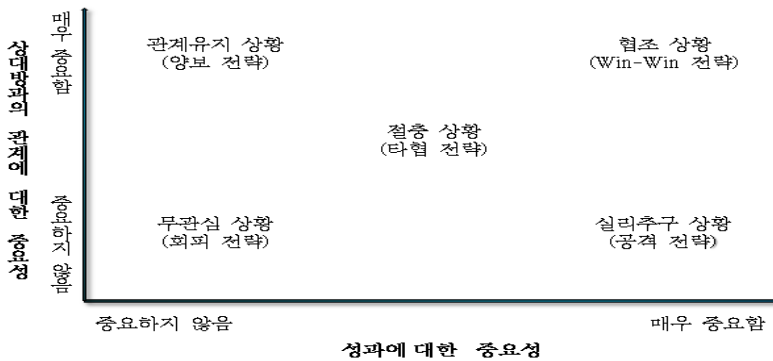 상대방과의 관계에 대한 중요성
매우 중요함
관계유지 상황
(양보 전략)
협조 상황
(Win-Win 전략)
절충 상황
(타협 전략)
중요하지 않음
무관심 상황
(회피 전략)
실리추구 상황
(공격 전략)
중요하지 않음
매우 중요함
성과에 대한 중요성